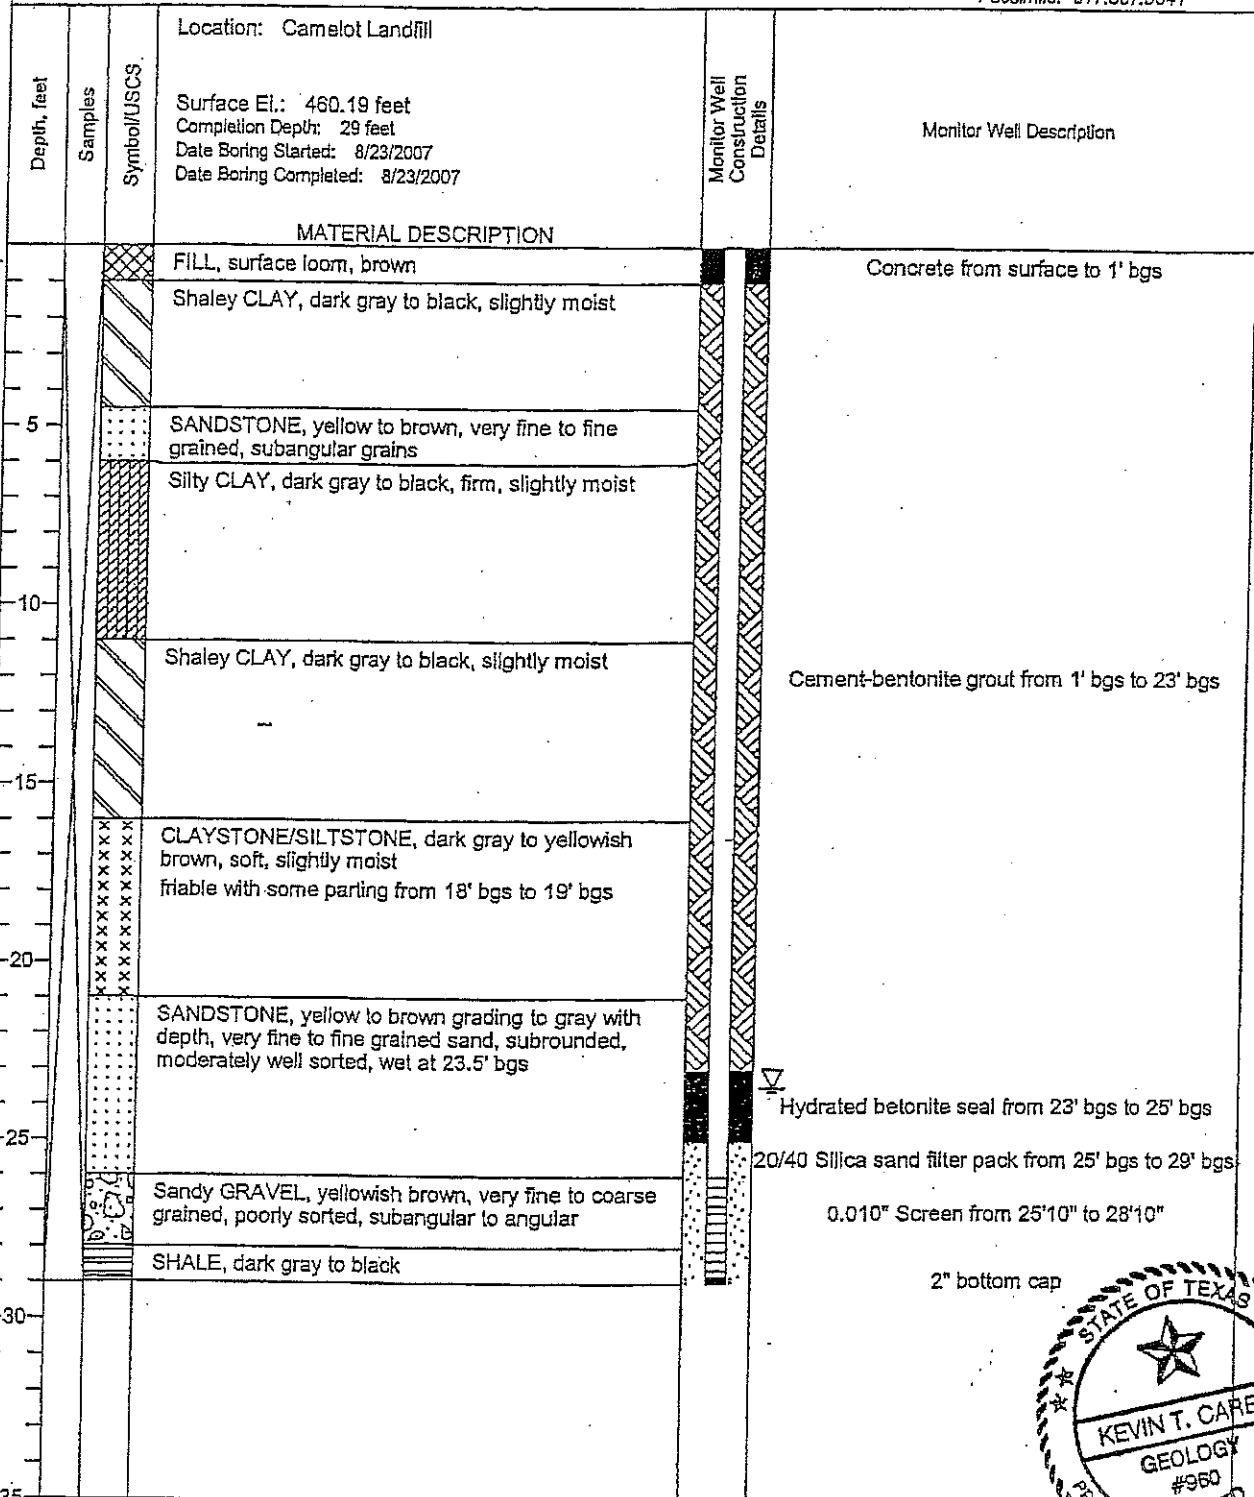 Location: Camelot Landfill
Surface El.: 460.19 feet
Completion Depth: 29 feet
Date Boring Started: 8/23/2007
Date Boring Completed: 8/23/2007
Depth, feet
Samples
Symbol/USCS
MATERIAL DESCRIPTION
Monitor Well
Construction
Details
Monitor Well Description
FILL, surface loom, brown
Concrete from surface to 1' bgs
Shaley CLAY, dark gray to black, slightly moist
5
SANDSTONE, yellow to brown, very fine to fine
grained, subangular grains
Silty CLAY, dark gray to black, firm, slightly moist
10
Shaley CLAY, dark gray to black, slightly moist
Cement-bentonite grout from 1' bgs to 23' bgs
15
CLAYSTONE/SILTSTONE, dark gray to yellowish
brown, soft, slightly moist
friable with some parting from 18' bgs to 19' bgs
20
SANDSTONE, yellow to brown grading to gray with
depth, very fine to fine grained sand, subrounded,
moderately well sorted, wet at 23.5' bgs
Hydrated betonite seal from 23' bgs to 25' bgs
25
20/40 Silica sand filter pack from 25' bgs to 29' bgs
Sandy GRAVEL, yellowish brown, very fine to coarse
grained, poorly sorted, subangular to angular
0.010" Screen from 25'10" to 28'10"
SHALE, dark gray to black
2" bottom cap
30
STATE OF TEXAS
KEVIN T. CARE
GEOLOGY
#960
35